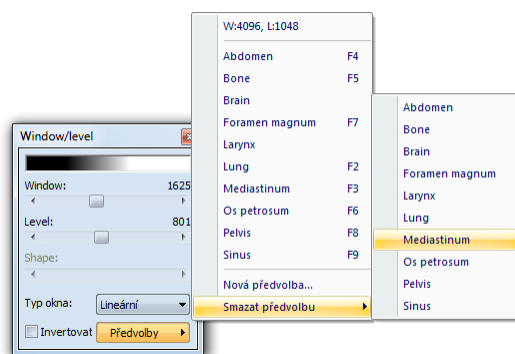 W:4096, L:1048
Abdomen F4
Bone F5
Brain
Foramen magnum F7
Larynx
Lung F2
Mediastinum F3
Os petrosum F6
Pelvis F8
Sinus F9
Nová předvolba...
Smazat předvolbu
Abdomen
Bone
Brain
Foramen magnum
Larynx
Lung
Mediastinum
Os petrosum
Pelvis
Sinus
Window/level
Window: 1625
Level: 801
Shape:
Typ okna: Lineární
Invertovat Předvolby